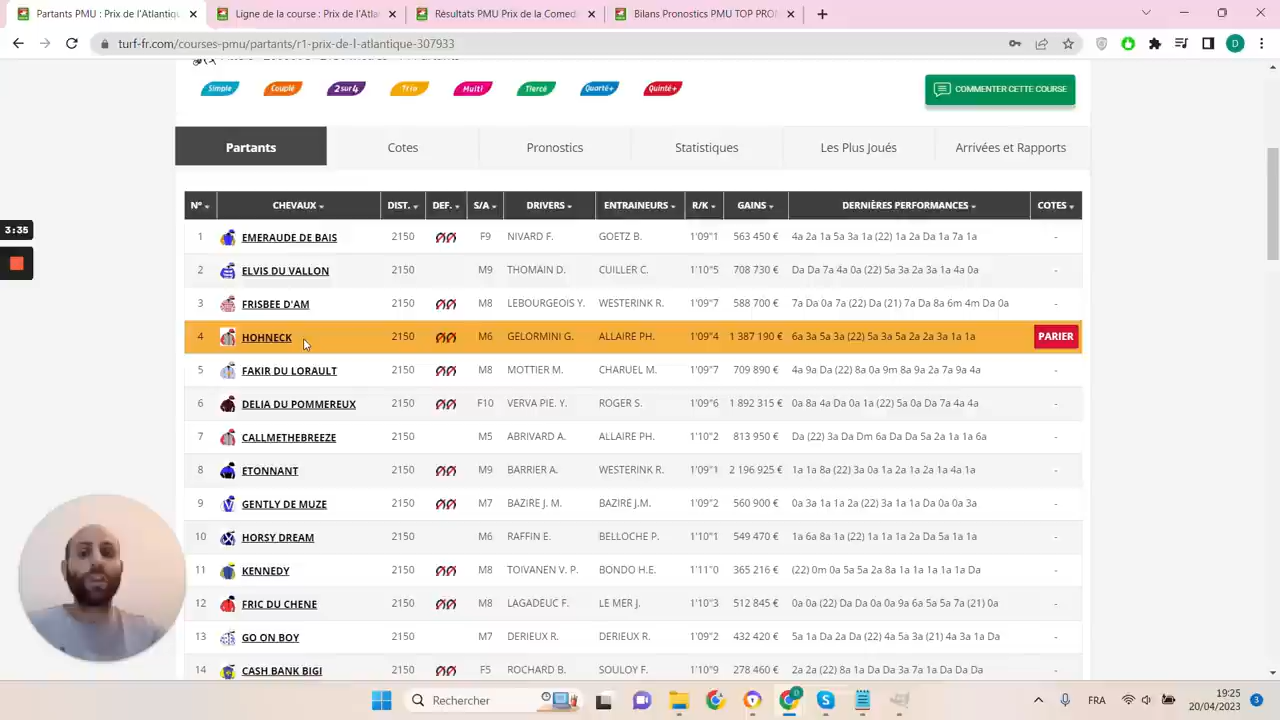 Partants PMU : Prix de l'Atlantiq
Ligne de l'Arrivée du Prix de l'At
Résultats PMU Prix du Comed
Bilans Pronostics PMU TOP PRO
turf-fr.com/courses-pmu/partants/r1-prix-de-l-atlantique-307933
Simple Couplé 2sur4 Trio Multi Tiercé Quarté+ Quinté+ COMMENTER CETTE COURSE
Partants Cotes Pronostics Statistiques Les Plus Joués Arrivées et Rapports
N° CHEVAUX DIST. DEF. S/A DRIVERS ENTRAINEURS R/K GAINS DERNIÈRES PERFORMANCES COTES
3:35
1 EMERAUDE DE BAIS 2150 F9 NIVARD F. GOETZ B. 1'09"1 563 450 € 4a 2a 1a 5a 3a 1a (22) 1a 2a Da 1a 7a 1a -
2 ELVIS DU VALLON 2150 M9 THOMAIN D. CUILLER C. 1'10"5 708 730 € Da Da 7a 4a 0a (22) 5a 3a 2a 3a 1a 4a 0a -
3 FRISBEE D'AM 2150 M8 LEBOURGEOIS Y. WESTERINK R. 1'09"7 588 700 € 7a Da 0a 7a (22) Da (21) 7a Da 8a 6m 4m Da 0a -
4 HOHNECK 2150 M6 GELORMINI G. ALLAIRE PH. 1'09"4 1 387 190 € 6a 3a 5a 3a (22) 5a 3a 5a 2a 2a 3a 1a 1a PARIER
5 FAKIR DU LORAULT 2150 M8 MOTTIER M. CHARUEL M. 1'09"7 709 890 € 4a 9a Da (22) 8a 0a 9m 8a 9a 2a 7a 9a 4a -
6 DELIA DU POMMEREUX 2150 F10 VERVA PIE. Y. ROGER S. 1'09"6 1 892 315 € 0a 8a 4a Da 0a 1a (22) 5a 0a Da 7a 4a 4a -
7 CALLMETHEBREEZE 2150 M5 ABRIVARD A. ALLAIRE PH. 1'10"2 813 950 € Da (22) 3a Da Dm 6a Da Da 5a 2a 1a 1a 6a -
8 ETONNANT 2150 M9 BARRIER A. WESTERINK R. 1'09"1 2 196 925 € 1a 1a 8a (22) 3a 1a 2a 1a 4a 1a -
9 GENTLY DE MUZE 2150 M7 BAZIRE J. M. BAZIRE J.M. 1'09"2 560 900 € 0a 3a 1a 1a 2a (22) 3a 1a 1a Da 0a 0a 3a -
10 HORSY DREAM 2150 M6 RAFFIN E. BELLOCHE P. 1'10"1 549 470 € 1a 6a 8a 1a (22) 1a 1a 1a 2a Da 5a 1a 1a -
11 KENNEDY 2150 M8 TOIVANEN V. P. BONDO H.E. 1'11"0 365 216 € (22) 0m 0a 5a 5a 2a 8a 1a 1a 1a 1a 1a Da -
12 FRIC DU CHENE 2150 M8 LAGADEUC F. LE MER J. 1'10"3 512 845 € 0a 0a (22) Da Da 0a 0a 9a 6a 5a 5a 7a (21) 0a -
13 GO ON BOY 2150 M7 DERIEUX R. DERIEUX R. 1'09"2 432 420 € 5a 1a Da 2a Da (22) 4a 5a 3a (21) 4a 3a 1a Da -
14 CASH BANK BIGI 2150 F5 ROCHARD B. SOULOY F. 1'10"9 278 460 € 2a 2a (22) 8a 1a Da Da 3a 7a 1a Da Da Da -
Rechercher
FRA
19:25
20/04/2023
3